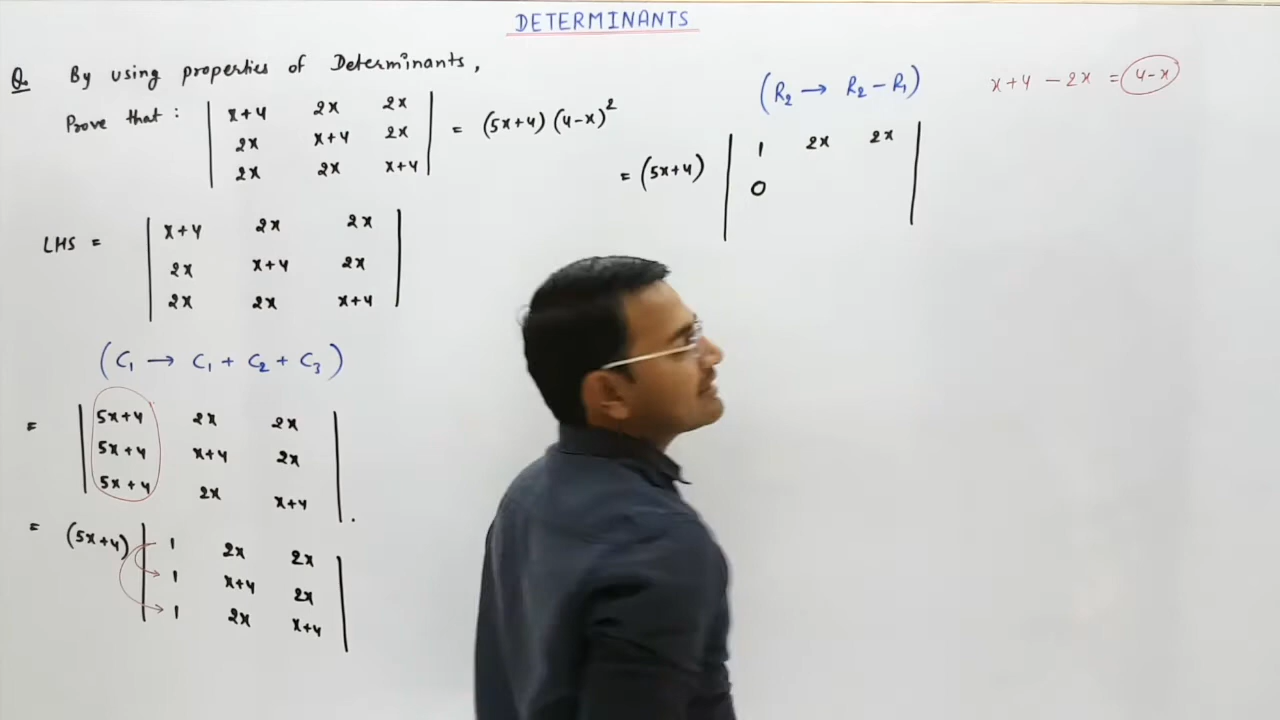 DETERMINANTS
Q. By using properties of Determinants,
Prove that : | x+4 2x 2x |
| 2x x+4 2x | = (5x+4) (4-x)²
| 2x 2x x+4 |
LHS = | x+4 2x 2x |
| 2x x+4 2x |
| 2x 2x x+4 |
(C₁ → C₁ + C₂ + C₃)
= | 5x+4 2x 2x |
| 5x+4 x+4 2x |
| 5x+4 2x x+4 | .
= (5x+4) | 1 2x 2x |
| 1 x+4 2x |
| 1 2x x+4 |
(R₂ → R₂ - R₁)
= (5x+4) | 1 2x 2x |
| 0 |
x+4 - 2x = 4-x